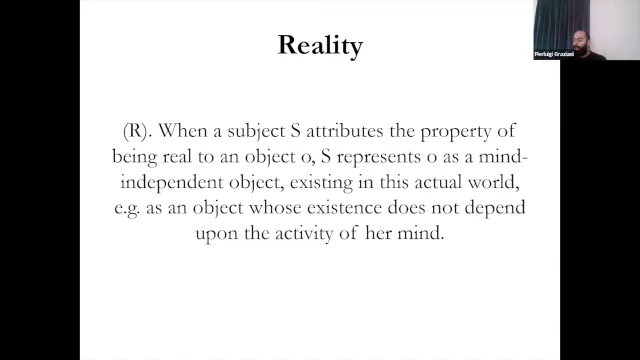 Reality
Pierluigi Graziani
(R). When a subject S attributes the property of
being real to an object o, S represents o as a mind-
independent object, existing in this actual world,
e.g. as an object whose existence does not depend
upon the activity of her mind.